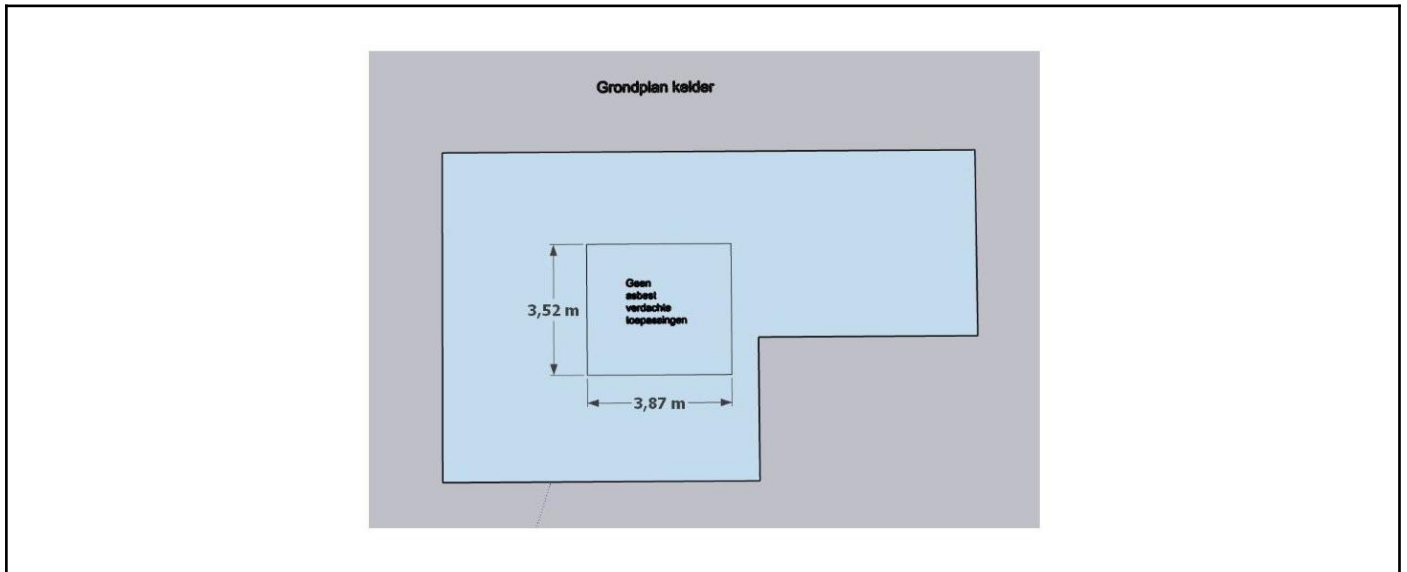 Grondplan kelder
Geen
asbest
verdachte
toepassingen
3,52 m
3,87 m